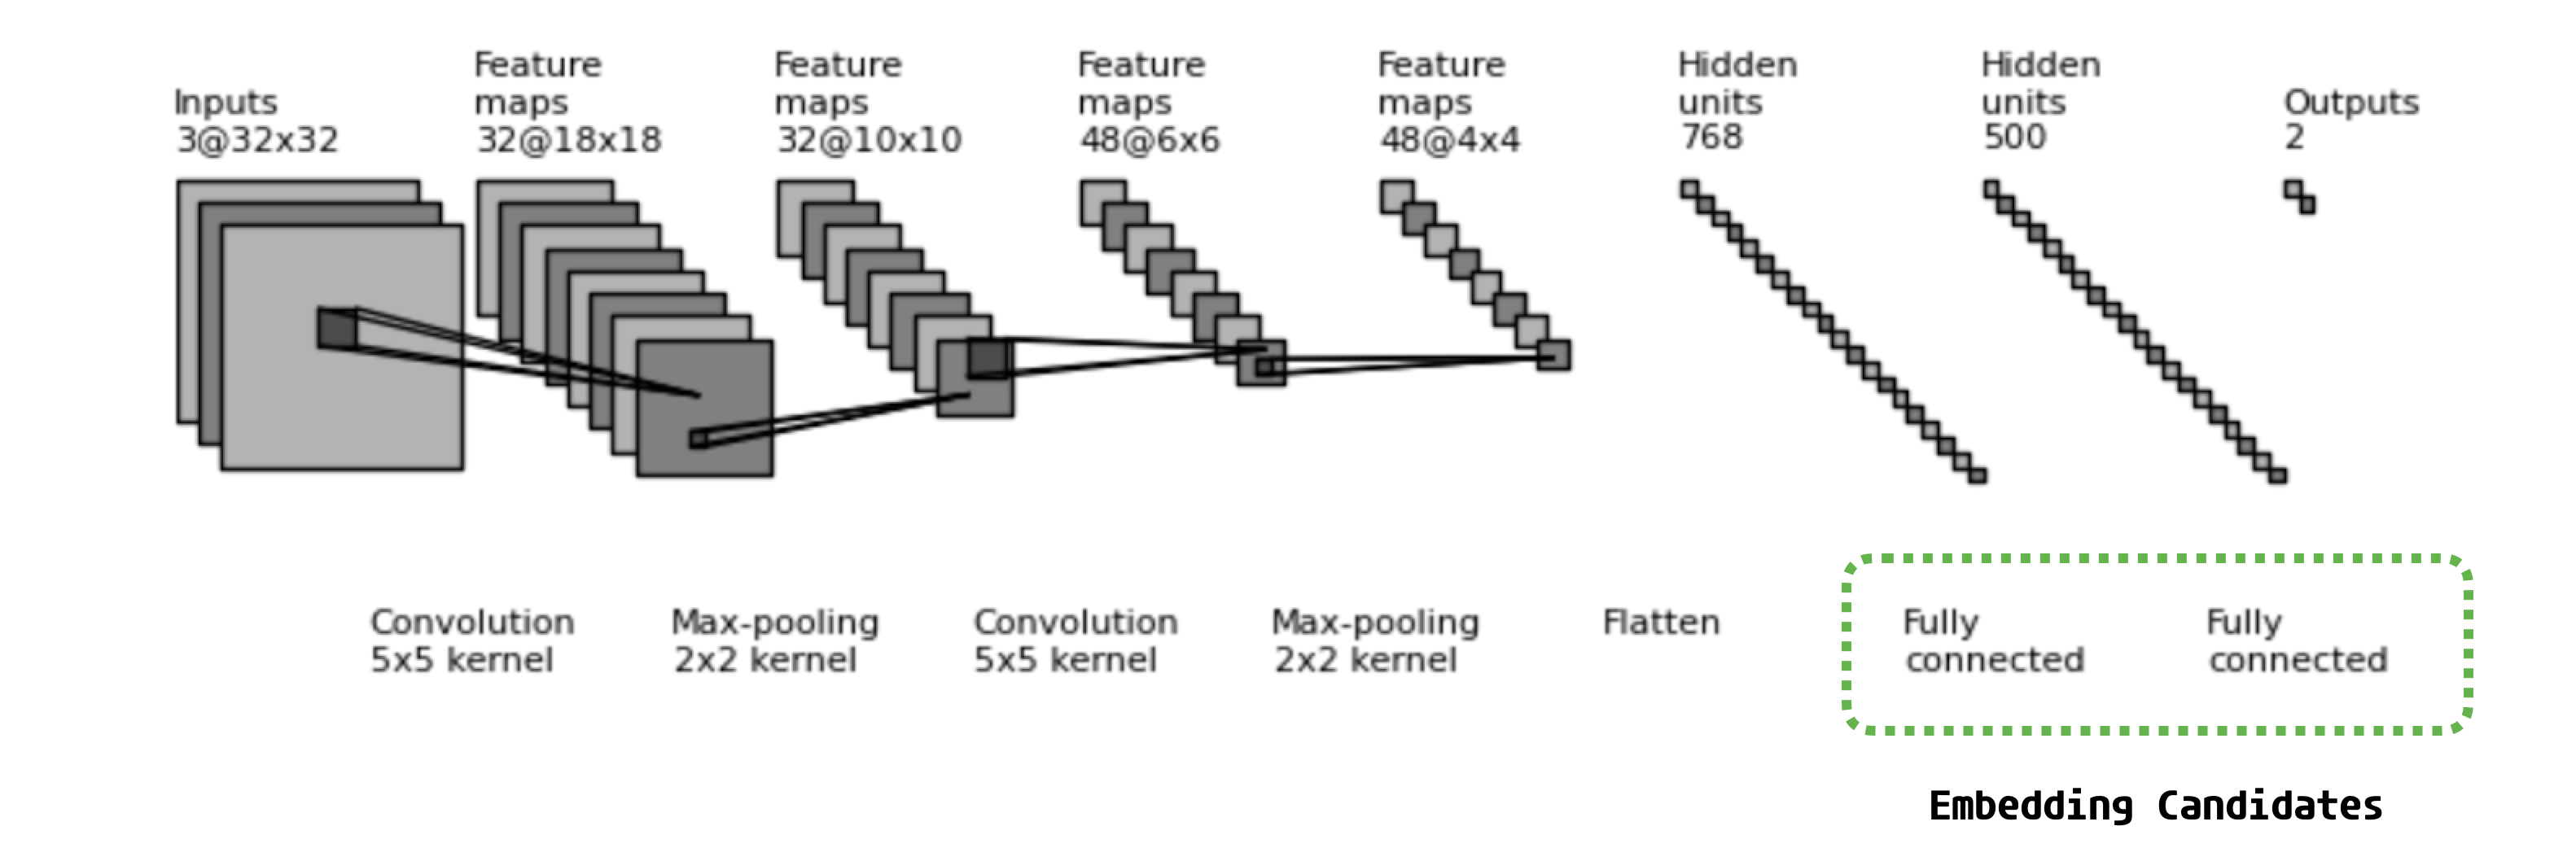 Inputs
3@32x32
Feature
maps
32@18x18
Feature
maps
32@10x10
Feature
maps
48@6x6
Feature
maps
48@4x4
Hidden
units
768
Hidden
units
500
Outputs
2
Convolution
5x5 kernel
Max-pooling
2x2 kernel
Convolution
5x5 kernel
Max-pooling
2x2 kernel
Flatten
Fully
connected
Fully
connected
Embedding Candidates